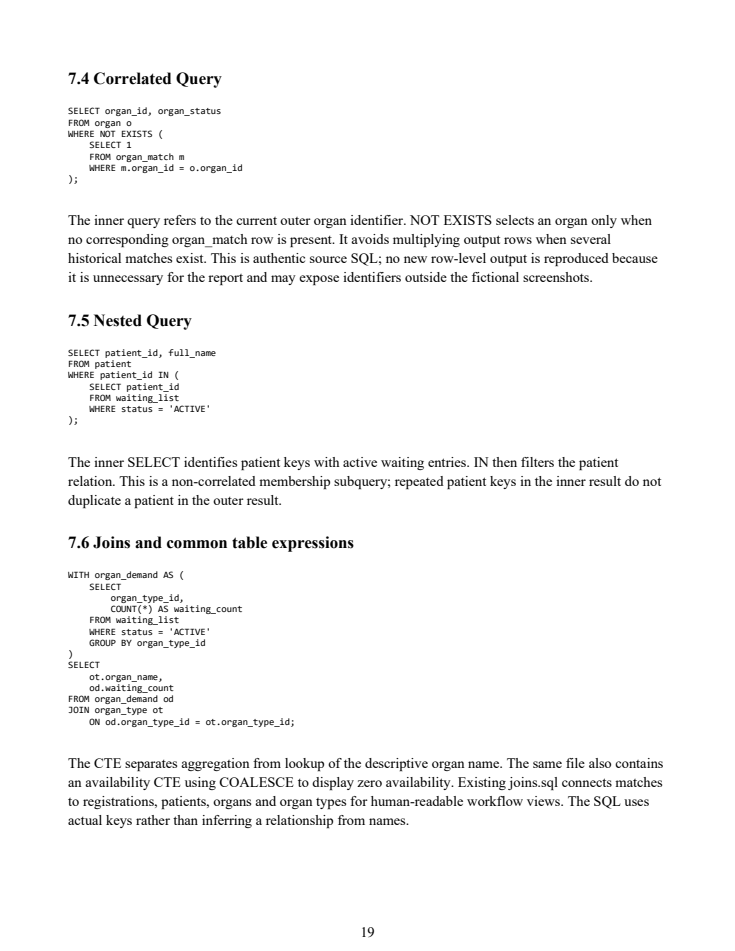 7.4 Correlated Query
SELECT organ_id, organ_status
FROM organ o
WHERE NOT EXISTS (
    SELECT 1
    FROM organ_match m
    WHERE m.organ_id = o.organ_id
);
The inner query refers to the current outer organ identifier. NOT EXISTS selects an organ only when
no corresponding organ_match row is present. It avoids multiplying output rows when several
historical matches exist. This is authentic source SQL; no new row-level output is reproduced because
it is unnecessary for the report and may expose identifiers outside the fictional screenshots.
7.5 Nested Query
SELECT patient_id, full_name
FROM patient
WHERE patient_id IN (
    SELECT patient_id
    FROM waiting_list
    WHERE status = 'ACTIVE'
);
The inner SELECT identifies patient keys with active waiting entries. IN then filters the patient
relation. This is a non-correlated membership subquery; repeated patient keys in the inner result do not
duplicate a patient in the outer result.
7.6 Joins and common table expressions
WITH organ_demand AS (
    SELECT
        organ_type_id,
        COUNT(*) AS waiting_count
    FROM waiting_list
    WHERE status = 'ACTIVE'
    GROUP BY organ_type_id
)
SELECT
    ot.organ_name,
    od.waiting_count
FROM organ_demand od
JOIN organ_type ot
    ON od.organ_type_id = ot.organ_type_id;
The CTE separates aggregation from lookup of the descriptive organ name. The same file also contains
an availability CTE using COALESCE to display zero availability. Existing joins.sql connects matches
to registrations, patients, organs and organ types for human-readable workflow views. The SQL uses
actual keys rather than inferring a relationship from names.
19